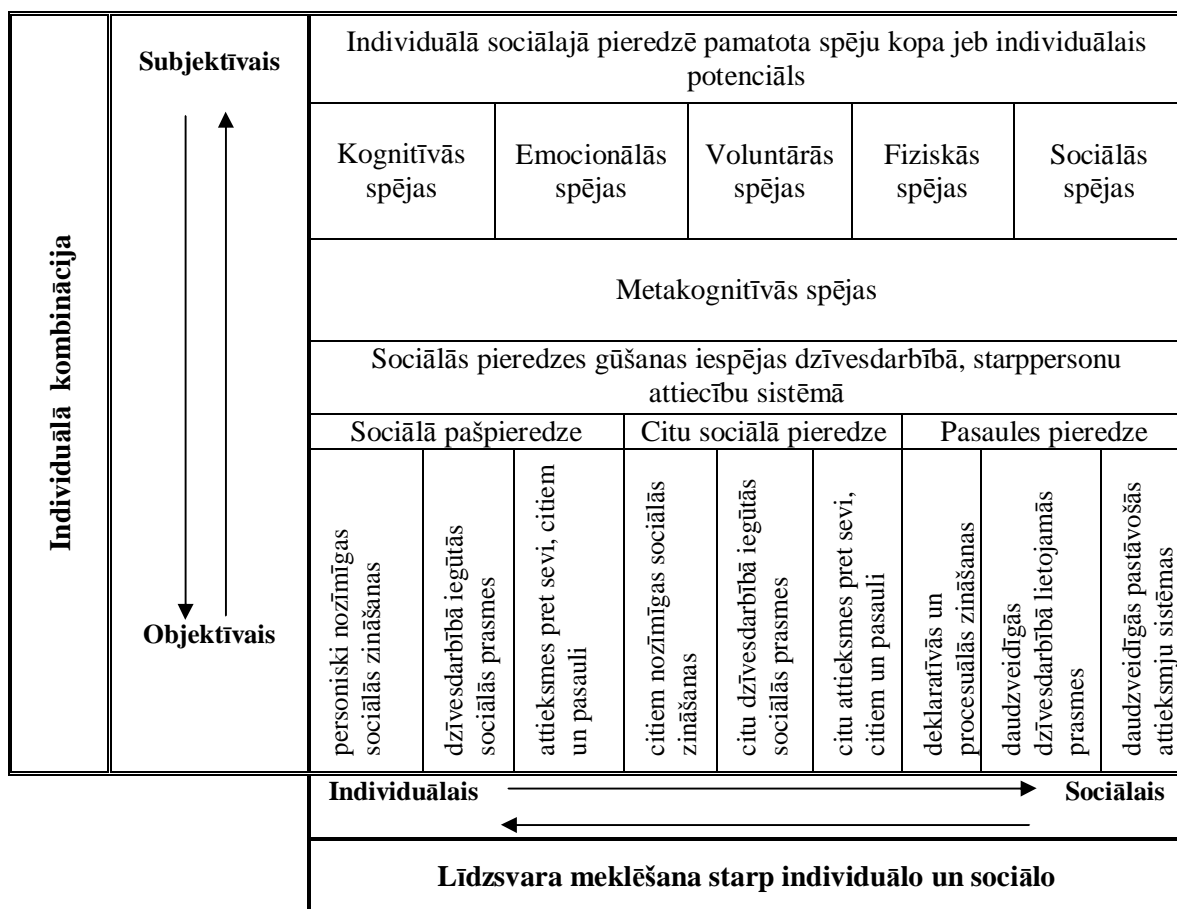 Individuālā kombinācija
Subjektīvais
Objektīvais
Individuālā sociālajā pieredzē pamatota spēju kopa jeb individuālais
potenciāls
Kognitīvās
spējas
Emocionālās
spējas
Voluntārās
spējas
Fiziskās
spējas
Sociālās
spējas
Metakognitīvās spējas
Sociālās pieredzes gūšanas iespējas dzīvesdarbībā, starppersonu
attiecību sistēmā
Sociālā pašpieredze
Citu sociālā pieredze
Pasaules pieredze
personiski nozīmīgas
sociālās zināšanas
dzīvesdarbībā iegūtās
sociālās prasmes
attieksmes pret sevi, citiem
un pasauli
citiem nozīmīgas sociālās
zināšanas
citu dzīvesdarbībā iegūtās
sociālās prasmes
citu attieksmes pret sevi,
citiem un pasauli
deklaratīvās un
procesuālās zināšanas
daudzveidīgās
dzīvesdarbībā lietojamās
prasmes
daudzveidīgās pastāvošās
attieksmju sistēmas
Individuālais
Sociālais
Līdzsvara meklēšana starp individuālo un sociālo